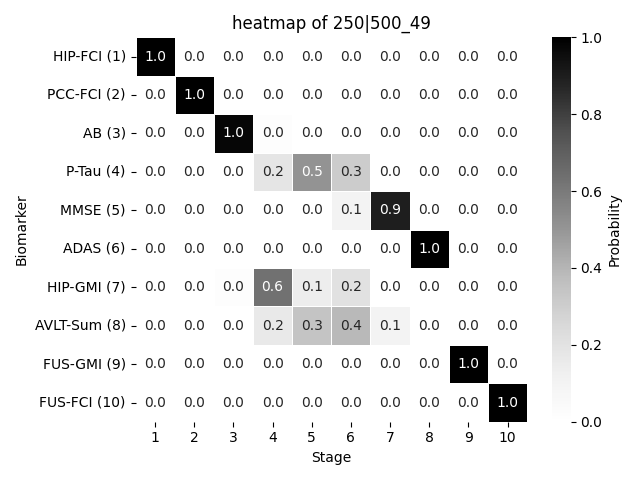 heatmap of 250|500_49
HIP-FCI (1) 1.0 0.0 0.0 0.0 0.0 0.0 0.0 0.0 0.0 0.0
PCC-FCI (2) 0.0 1.0 0.0 0.0 0.0 0.0 0.0 0.0 0.0 0.0
AB (3) 0.0 0.0 1.0 0.0 0.0 0.0 0.0 0.0 0.0 0.0
P-Tau (4) 0.0 0.0 0.0 0.2 0.5 0.3 0.0 0.0 0.0 0.0
MMSE (5) 0.0 0.0 0.0 0.0 0.0 0.1 0.9 0.0 0.0 0.0
ADAS (6) 0.0 0.0 0.0 0.0 0.0 0.0 0.0 1.0 0.0 0.0
HIP-GMI (7) 0.0 0.0 0.0 0.6 0.1 0.2 0.0 0.0 0.0 0.0
AVLT-Sum (8) 0.0 0.0 0.0 0.2 0.3 0.4 0.1 0.0 0.0 0.0
FUS-GMI (9) 0.0 0.0 0.0 0.0 0.0 0.0 0.0 0.0 1.0 0.0
FUS-FCI (10) 0.0 0.0 0.0 0.0 0.0 0.0 0.0 0.0 0.0 1.0
1 2 3 4 5 6 7 8 9 10
Stage
Biomarker
1.0
0.8
0.6
0.4
0.2
0.0
Probability